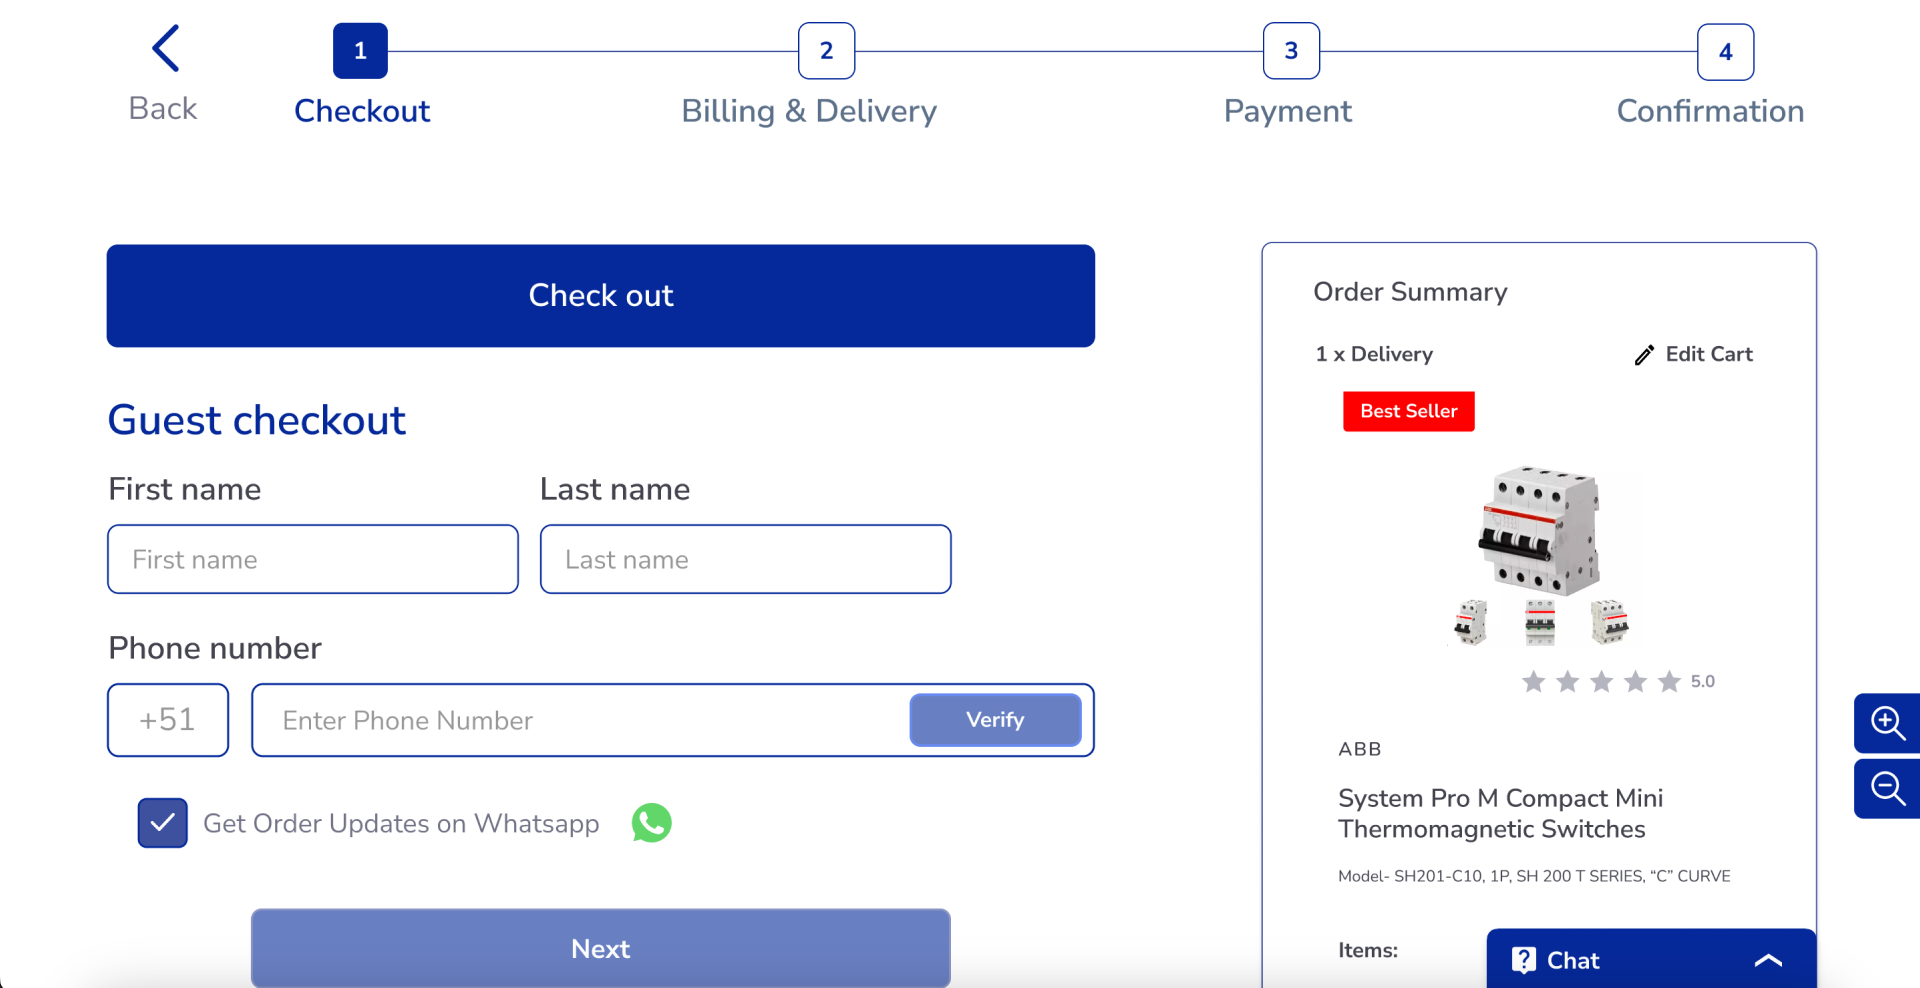 Back
1
Checkout
2
Billing & Delivery
3
Payment
4
Confirmation
Check out
Guest checkout
First name
Last name
First name
Last name
Phone number
+51
Enter Phone Number
Verify
Get Order Updates on Whatsapp
Next
Order Summary
1 x Delivery
Edit Cart
Best Seller
5.0
ABB
System Pro M Compact Mini
Thermomagnetic Switches
Model- SH201-C10, 1P, SH 200 T SERIES, “C” CURVE
Items:
? Chat